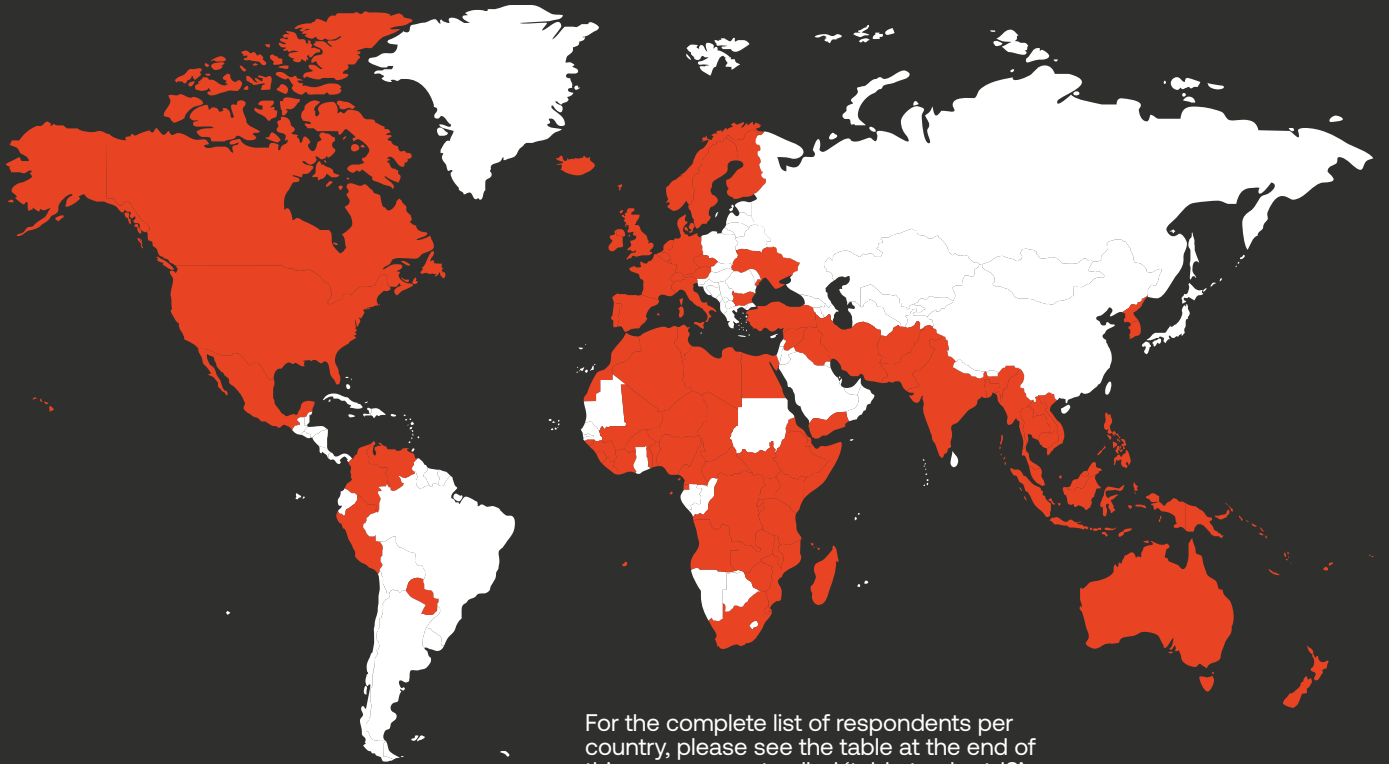 For the complete list of respondents per
country, please see the table at the end of